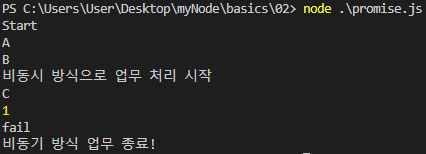 PS C:\Users\User\Desktop\myNode\basics\02> node .\promise.js
Start
A
B
비동시 방식으로 업무 처리 시작
C
1
fail
비동기 방식 업무 종료!